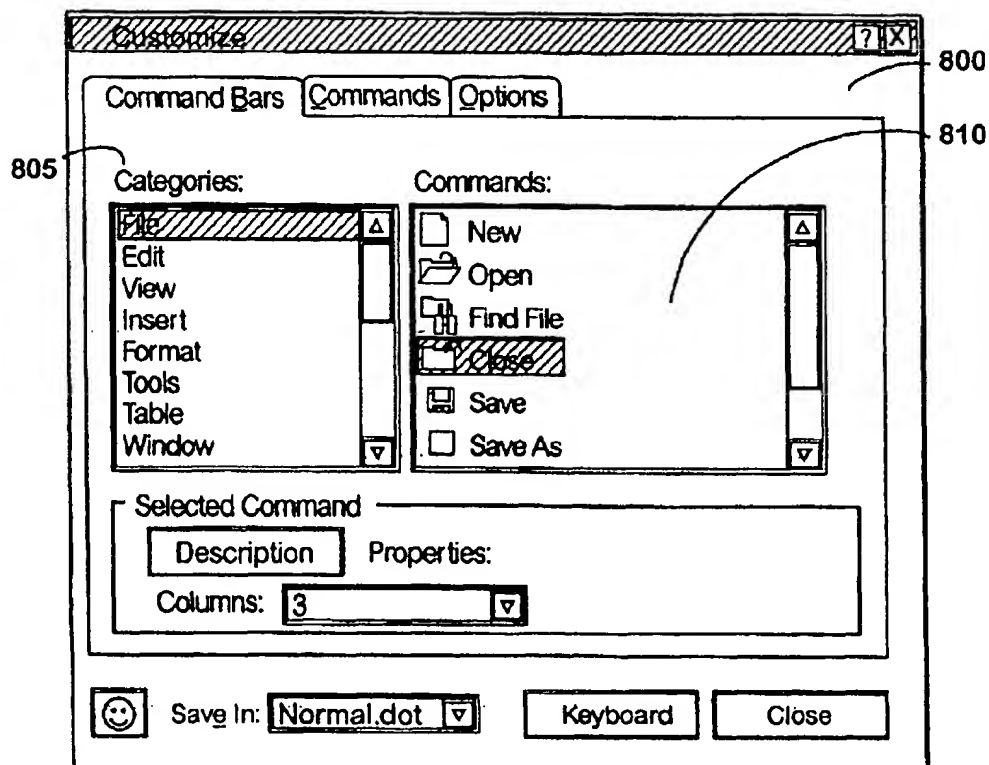 Customize ? X
800
Command Bars Commands Options
810
805
Categories: Commands:
File
Edit
View
Insert
Format
Tools
Table
Window
New
Open
Find File
Close
Save
Save As
Selected Command
Description Properties:
Columns: 3
Save In: Normal.dot Keyboard Close